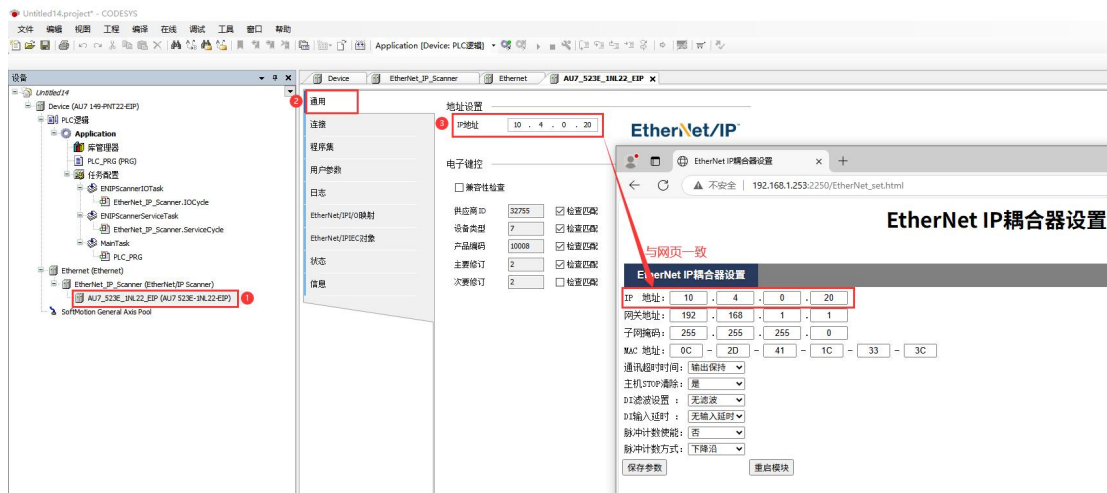 Untitled14.project* - CODESYS
文件 编辑 视图 工程 编译 在线 调试 工具 窗口 帮助
Application [Device: PLC逻辑]
设备
Untitled14
Device (AU7 149-PNT22-EIP)
PLC逻辑
Application
库管理器
PLC_PRG (PRG)
任务配置
ENIPScannerIOTask
EtherNet_IP_Scanner.IOCycle
ENIPScannerServiceTask
EtherNet_IP_Scanner.ServiceCycle
MainTask
PLC_PRG
Ethernet (Ethernet)
EtherNet_IP_Scanner (EtherNet/IP Scanner)
AU7_523E_1NL22_EIP (AU7 523E-1NL22-EIP)
1
SoftMotion General Axis Pool
Device EtherNet_IP_Scanner Ethernet AU7_523E_1NL22_EIP X
2 通用
连接
程序集
用户参数
日志
EtherNet/IPI/O映射
EtherNet/IPIEC对象
状态
信息
地址设置
3 IP地址 10 . 4 . 0 . 20
EtherNet/IP
电子键控
兼容性检查
供应商ID 32755 检查匹配
设备类型 7 检查匹配
产品编码 10008 检查匹配
主要修订 2 检查匹配
次要修订 2 检查匹配
EtherNet IP耦合器设置 × +
不安全 192.168.1.253:2250/EtherNet_set.html
EtherNet IP耦合器设置
与网页一致
EtherNet IP耦合器设置
IP 地址: 10 . 4 . 0 . 20
网关地址: 192 . 168 . 1 . 1
子网掩码: 255 . 255 . 255 . 0
MAC 地址: 0C - 2D - 41 - 1C - 33 - 3C
通讯超时时间: 输出保持
主机STOP清除: 是
DI滤波设置 : 无滤波
DI输入延时 : 无输入延时
脉冲计数使能: 否
脉冲计数方式: 下降沿
保存参数 重启模块